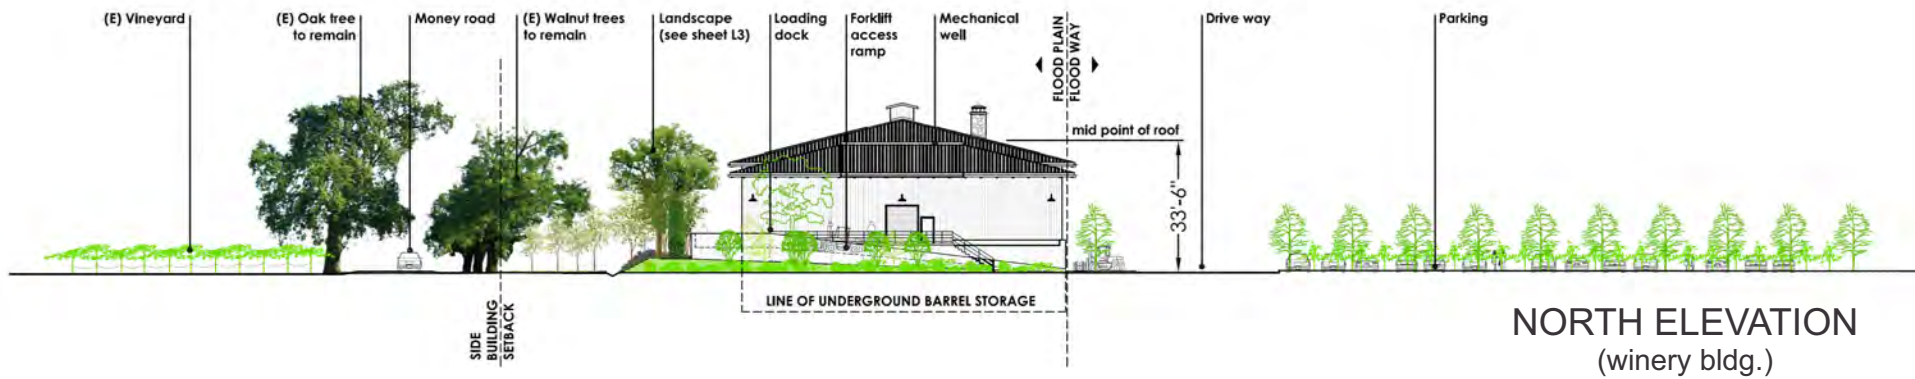 (E) Vineyard
(E) Oak tree
to remain
Money road
(E) Walnut trees
to remain
Landscape
(see sheet L3)
Loading
dock
Forklift
access
ramp
Mechanical
well
FLOOD PLAIN
FLOOD WAY
Drive way
Parking
mid point of roof
33'-6"
LINE OF UNDERGROUND BARREL STORAGE
SIDE
BUILDING
SETBACK
NORTH ELEVATION
(winery bldg.)